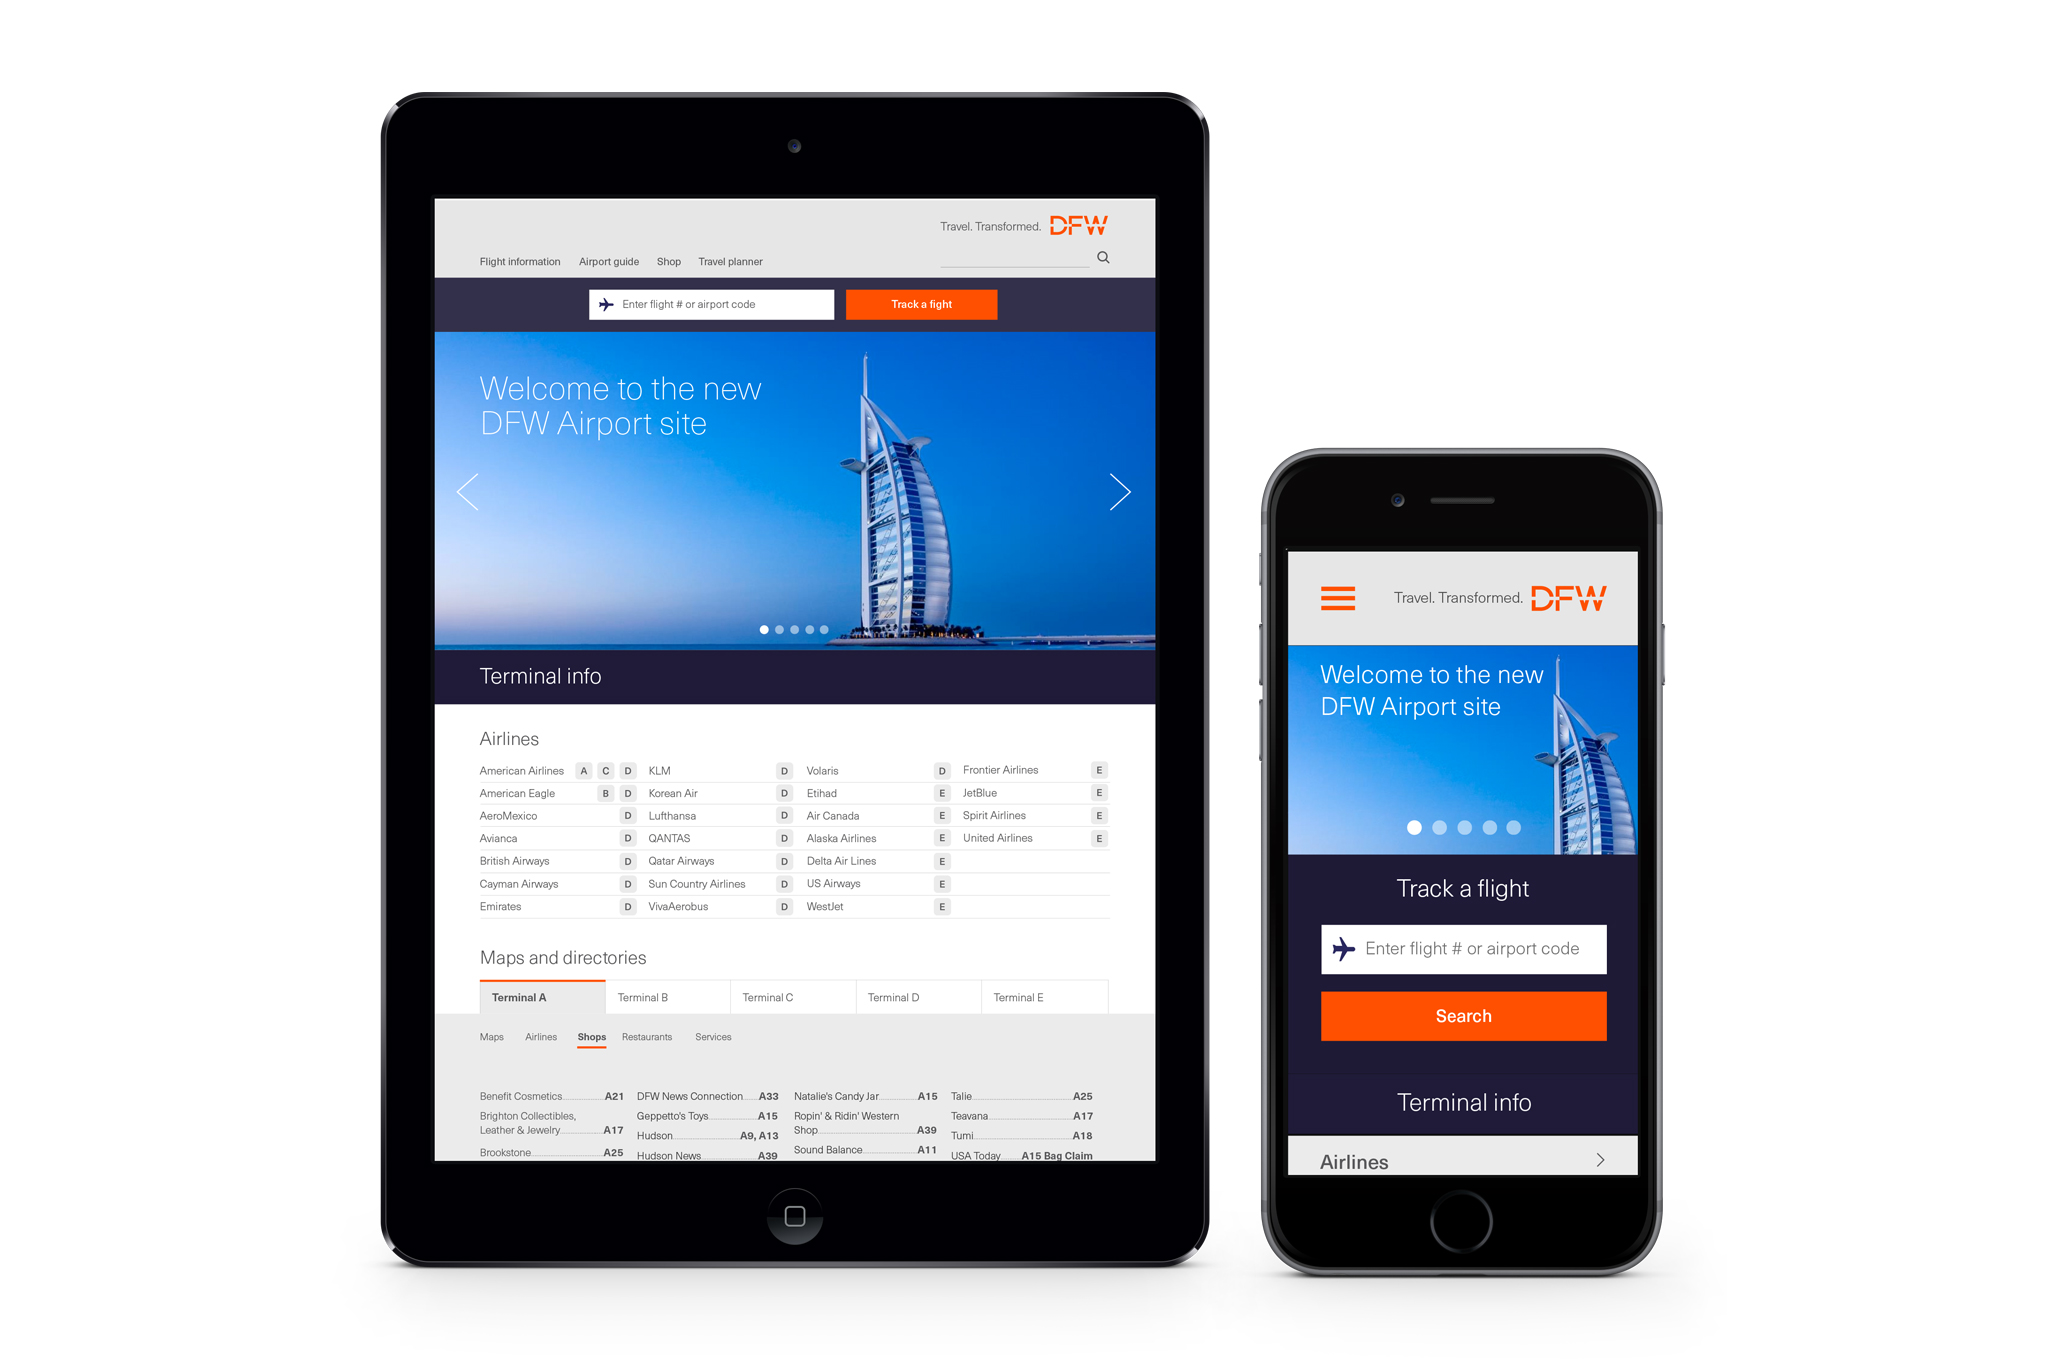 Travel. Transformed. DFW
Flight information Airport guide Shop Travel planner
Enter flight # or airport code Track a fight
Welcome to the new
DFW Airport site
Terminal info
Airlines
American Airlines A C D KLM D Volaris D Frontier Airlines E
American Eagle B D Korean Air D Etihad E JetBlue E
AeroMexico D Lufthansa D Air Canada E Spirit Airlines E
Avianca D QANTAS D Alaska Airlines E United Airlines E
British Airways D Qatar Airways D Delta Air Lines E
Cayman Airways D Sun Country Airlines D US Airways E
Emirates D VivaAerobus D WestJet E
Maps and directories
Terminal A Terminal B Terminal C Terminal D Terminal E
Maps Airlines Shops Restaurants Services
Benefit Cosmetics A21
Brighton Collectibles,
Leather & Jewelry A17
Brookstone A25
DFW News Connection A33
Geppetto's Toys A15
Hudson A9, A13
Hudson News A39
Natalie's Candy Jar A15
Ropin' & Ridin' Western
Shop A39
Sound Balance A11
Talie A25
Teavana A17
Tumi A18
USA Today A15 Bag Claim
Travel. Transformed. DFW
Welcome to the new
DFW Airport site
Track a flight
Enter flight # or airport code
Search
Terminal info
Airlines